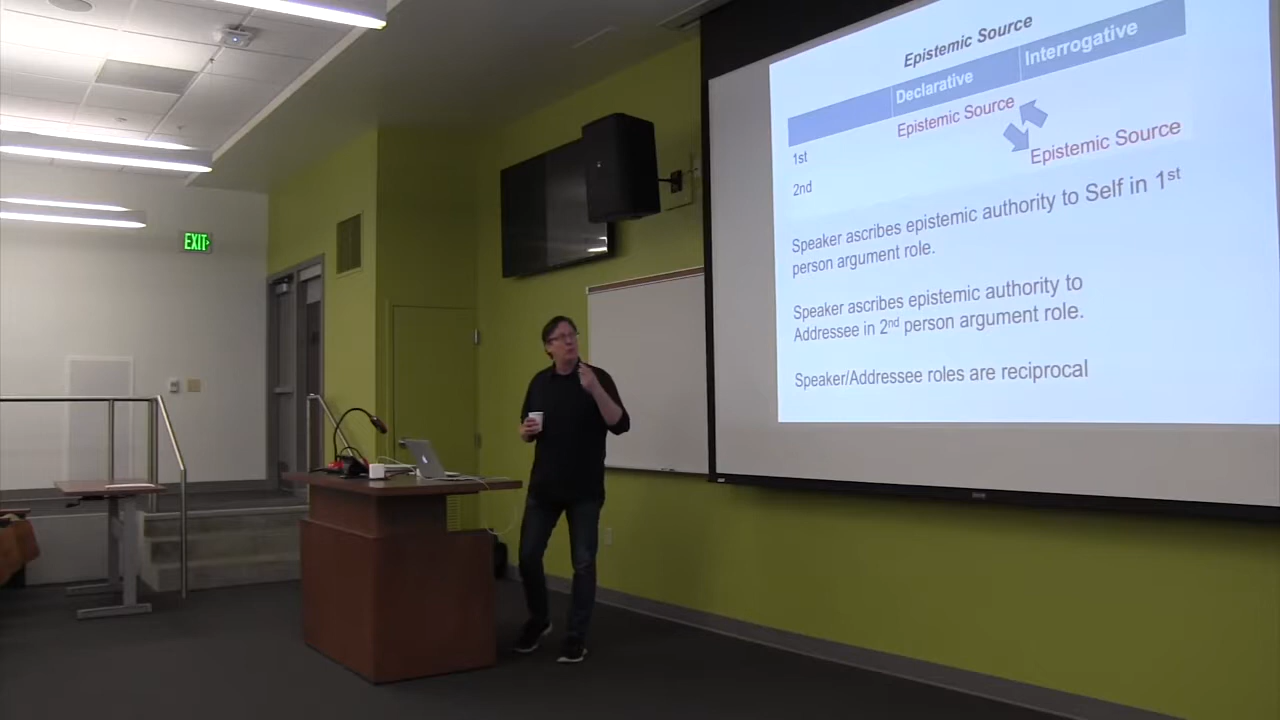 EXIT
Epistemic Source
Declarative Interrogative
1st Epistemic Source
2nd Epistemic Source
Speaker ascribes epistemic authority to Self in 1st
person argument role.
Speaker ascribes epistemic authority to
Addressee in 2nd person argument role.
Speaker/Addressee roles are reciprocal